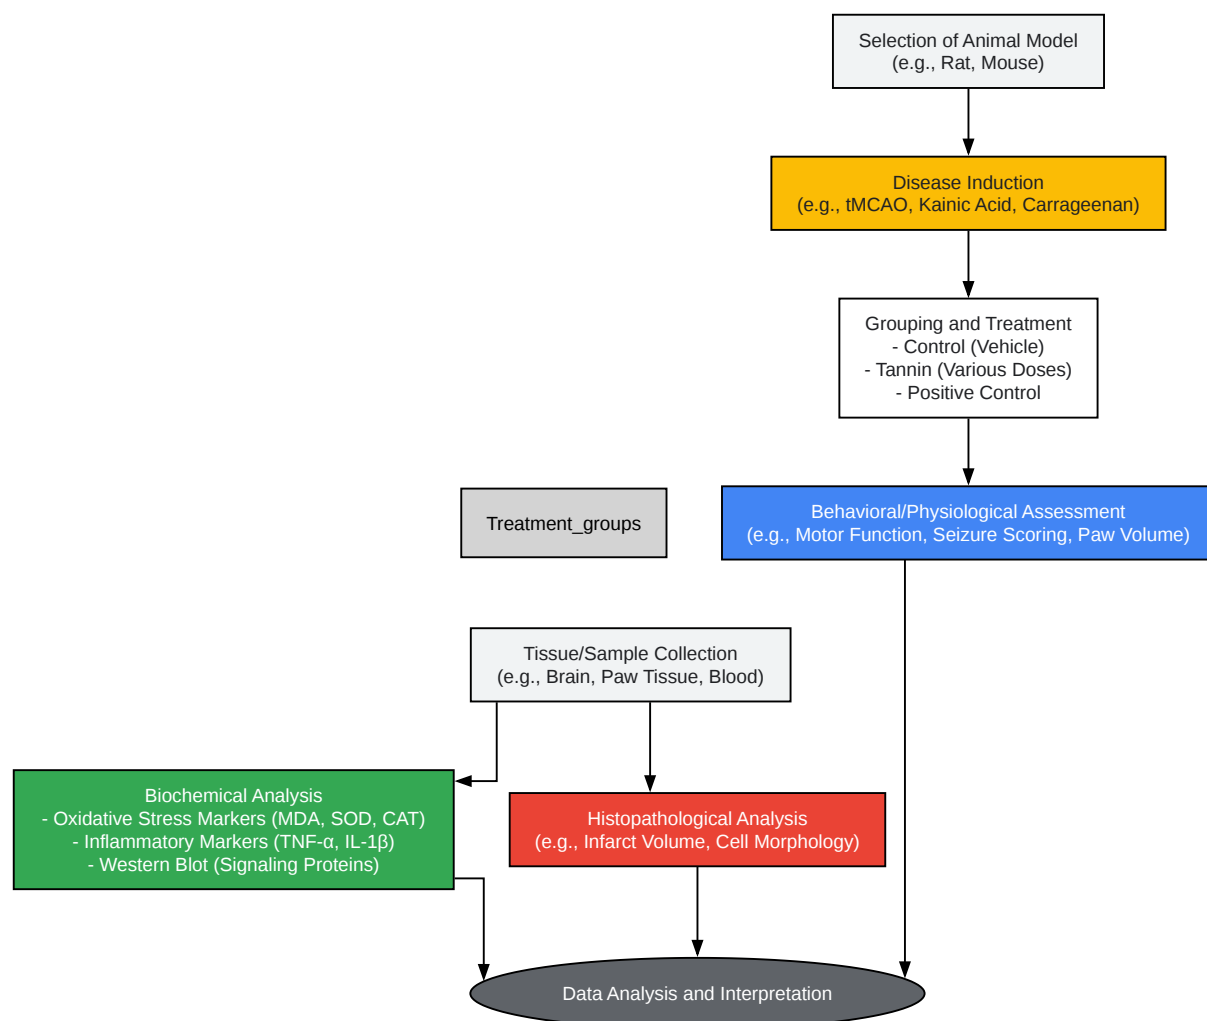 Selection of Animal Model
(e.g., Rat, Mouse)
Disease Induction
(e.g., tMCAO, Kainic Acid, Carrageenan)
Grouping and Treatment
- Control (Vehicle)
- Tannin (Various Doses)
- Positive Control
Treatment_groups
Behavioral/Physiological Assessment
(e.g., Motor Function, Seizure Scoring, Paw Volume)
Tissue/Sample Collection
(e.g., Brain, Paw Tissue, Blood)
Biochemical Analysis
- Oxidative Stress Markers (MDA, SOD, CAT)
- Inflammatory Markers (TNF-α, IL-1β)
- Western Blot (Signaling Proteins)
Histopathological Analysis
(e.g., Infarct Volume, Cell Morphology)
Data Analysis and Interpretation